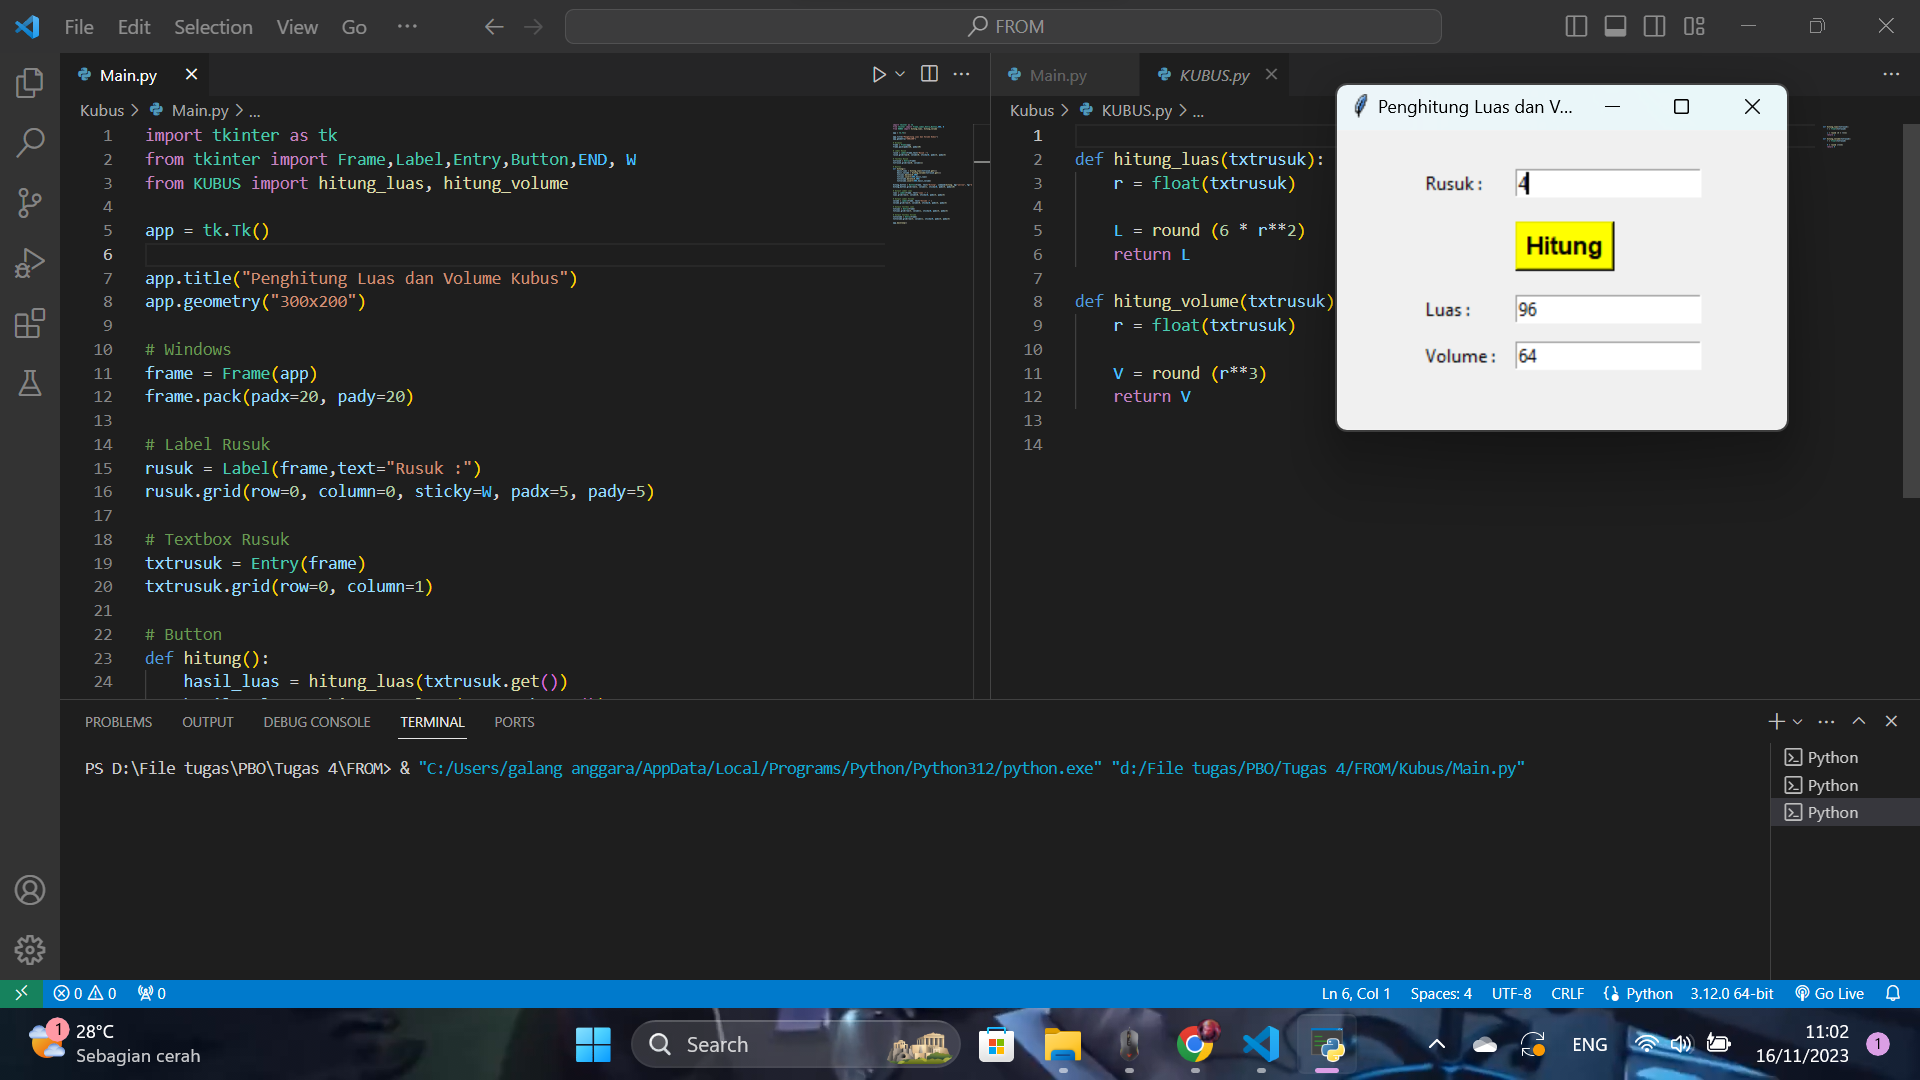 File Edit Selection View Go ···
FROM
Main.py
Kubus > Main.py > ...
1 import tkinter as tk
2 from tkinter import Frame,Label,Entry,Button,END, W
3 from KUBUS import hitung_luas, hitung_volume
4
5 app = tk.Tk()
6
7 app.title("Penghitung Luas dan Volume Kubus")
8 app.geometry("300x200")
9
10 # Windows
11 frame = Frame(app)
12 frame.pack(padx=20, pady=20)
13
14 # Label Rusuk
15 rusuk = Label(frame,text="Rusuk :")
16 rusuk.grid(row=0, column=0, sticky=W, padx=5, pady=5)
17
18 # Textbox Rusuk
19 txtrusuk = Entry(frame)
20 txtrusuk.grid(row=0, column=1)
21
22 # Button
23 def hitung():
24 hasil_luas = hitung_luas(txtrusuk.get())
Main.py KUBUS.py
Kubus > KUBUS.py > ...
1
2 def hitung_luas(txtrusuk):
3 r = float(txtrusuk)
4
5 L = round (6 * r**2)
6 return L
7
8 def hitung_volume(txtrusuk)
9 r = float(txtrusuk)
10
11 V = round (r**3)
12 return V
13
14
Penghitung Luas dan V...
Rusuk : 4
Hitung
Luas : 96
Volume : 64
PROBLEMS OUTPUT DEBUG CONSOLE TERMINAL PORTS
PS D:\File tugas\PBO\Tugas 4\FROM> & "C:/Users/galang anggara/AppData/Local/Programs/Python/Python312/python.exe" "d:/File tugas/PBO/Tugas 4/FROM/Kubus/Main.py"
Python
Python
Python
0 0 0
Ln 6, Col 1 Spaces: 4 UTF-8 CRLF Python 3.12.0 64-bit Go Live
1 28°C
Sebagian cerah
Search
ENG
11:02
16/11/2023
1